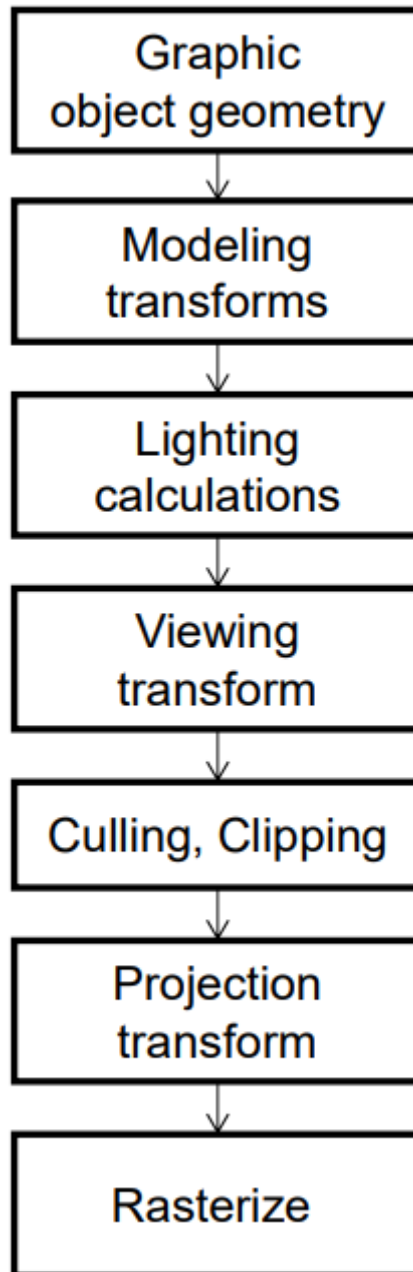 Graphic
object geometry
Modeling
transforms
Lighting
calculations
Viewing
transform
Culling, Clipping
Projection
transform
Rasterize